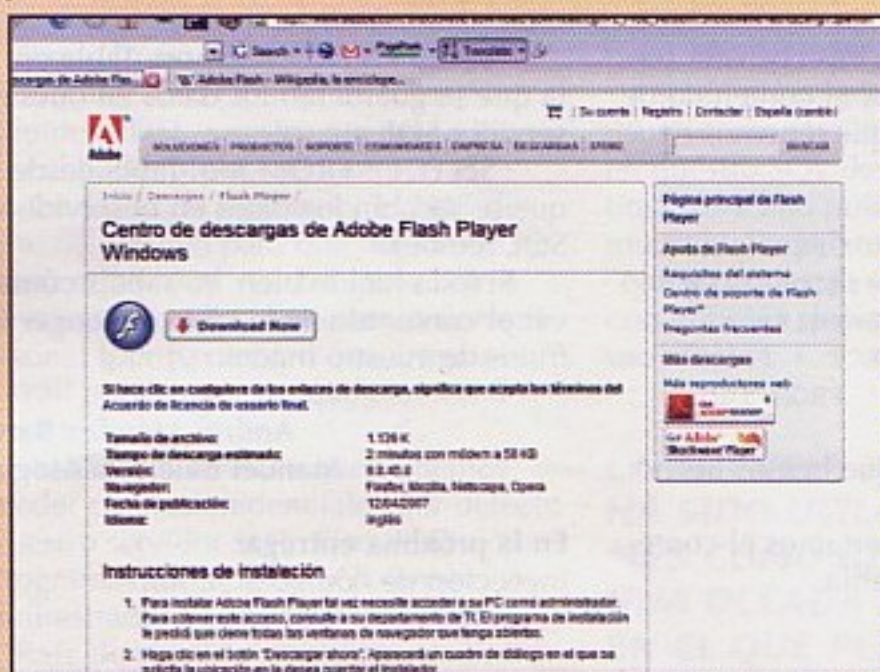 Search
Translate
Descargas de Adobe Flas...
Adobe Flash - Wikipedia, la enciclope...
Su cuenta | Registro | Contactar | España (cambie)
Adobe
SOLUCIONES PRODUCTOS SOPORTE COMUNIDADES EMPRESA DESCARGAS STORE
BUSCAR
Inicio / Descargas / Flash Player /
Centro de descargas de Adobe Flash Player
Windows
Download Now
Si hace clic en cualquiera de los enlaces de descarga, significa que acepta los términos del
Acuerdo de licencia de usuario final.
Tamaño de archivo:
Tiempo de descarga estimado: 2 minutos con módem a 56 KB
Versión:
Navegador: Firefox, Mozilla, Netscape, Opera
Fecha de publicación:
Idioma: Inglés
Instrucciones de instalación
1. Para instalar Adobe Flash Player tal vez necesite acceder a su PC como administrador.
Para obtener este acceso, consulte a su departamento de TI. El programa de instalación
le pedirá que cierre todas las ventanas de navegador que tenga abiertas.
2. Haga clic en el botón "Descargar ahora". Aparecerá un cuadro de diálogo en el que se
solicita la ubicación en la desea guardar el instalador.
Página principal de Flash
Player
Ayuda de Flash Player
Requisitos del sistema
Centro de soporte de Flash
Player
Preguntas frecuentes
Más descargas
Más reproductores web
Get Adobe
Shockwave Player